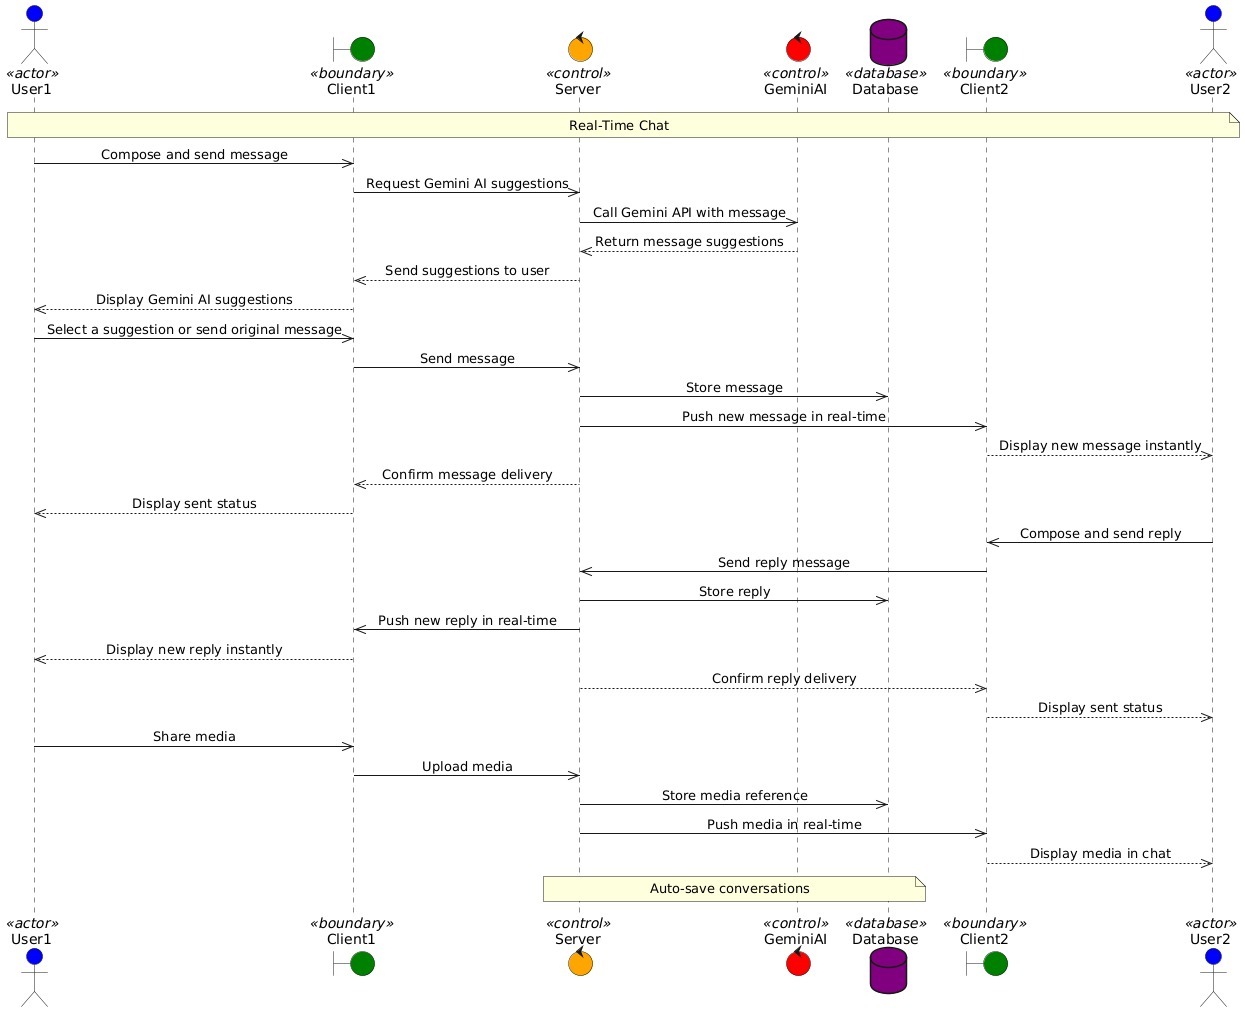 «actor» «boundary» «control» «control» «database» «boundary» «actor»
User1 Client1 Server GeminiAI Database Client2 User2
Real-Time Chat
Compose and send message
Request Gemini AI suggestions
Call Gemini API with message
Return message suggestions
Send suggestions to user
Display Gemini AI suggestions
Select a suggestion or send original message
Send message
Store message
Push new message in real-time
Display new message instantly
Confirm message delivery
Display sent status
Compose and send reply
Send reply message
Store reply
Push new reply in real-time
Display new reply instantly
Confirm reply delivery
Display sent status
Share media
Upload media
Store media reference
Push media in real-time
Display media in chat
Auto-save conversations
«actor» «boundary» «control» «control» «database» «boundary» «actor»
User1 Client1 Server GeminiAI Database Client2 User2